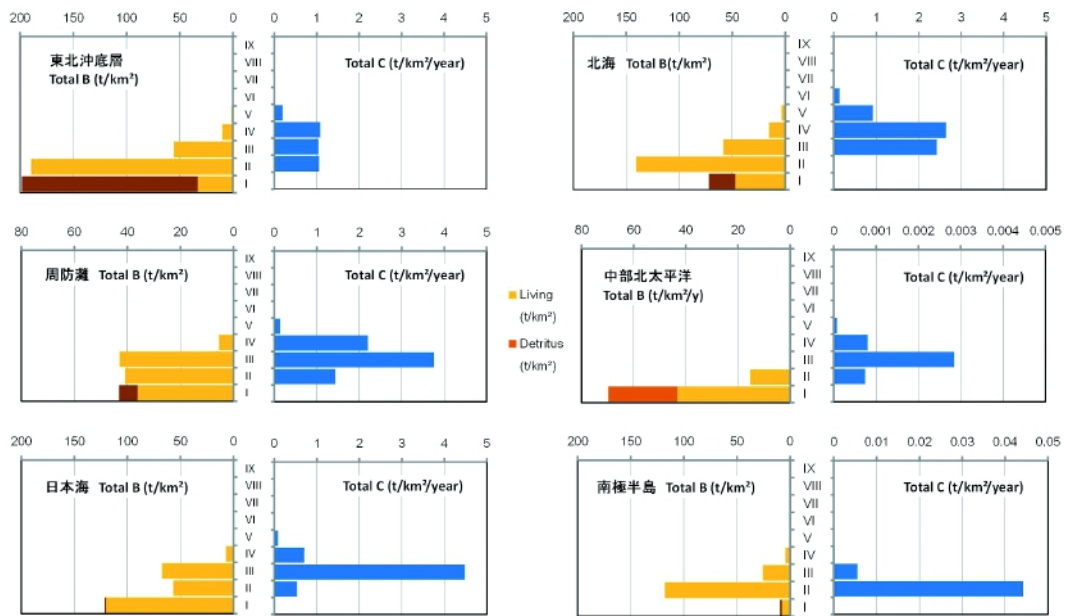 200 150 100 50 0 0 1 2 3 4 5
東北沖底層
Total B (t/km²)
Total C (t/km²/year)
IX
VIII
VII
VI
V
IV
III
II
I
200 150 100 50 0 0 1 2 3 4 5
北海 Total B(t/km²)
Total C (t/km²/year)
IX
VIII
VII
VI
V
IV
III
II
I
80 60 40 20 0 0 1 2 3 4 5
周防灘 Total B (t/km²)
Total C (t/km²/year)
IX
VIII
VII
VI
V
IV
III
II
I
Living
(t/km²)
Detritus
(t/km²)
80 60 40 20 0 0 0.001 0.002 0.003 0.004 0.005
中部北太平洋
Total B (t/km²/y)
Total C (t/km²/year)
IX
VIII
VII
VI
V
IV
III
II
I
200 150 100 50 0 0 1 2 3 4 5
日本海 Total B (t/km²)
Total C (t/km²/year)
IX
VIII
VII
VI
V
IV
III
II
I
200 150 100 50 0 0 0.01 0.02 0.03 0.04 0.05
南極半島 Total B (t/km²)
Total C (t/km²/year)
IX
VIII
VII
VI
V
IV
III
II
I